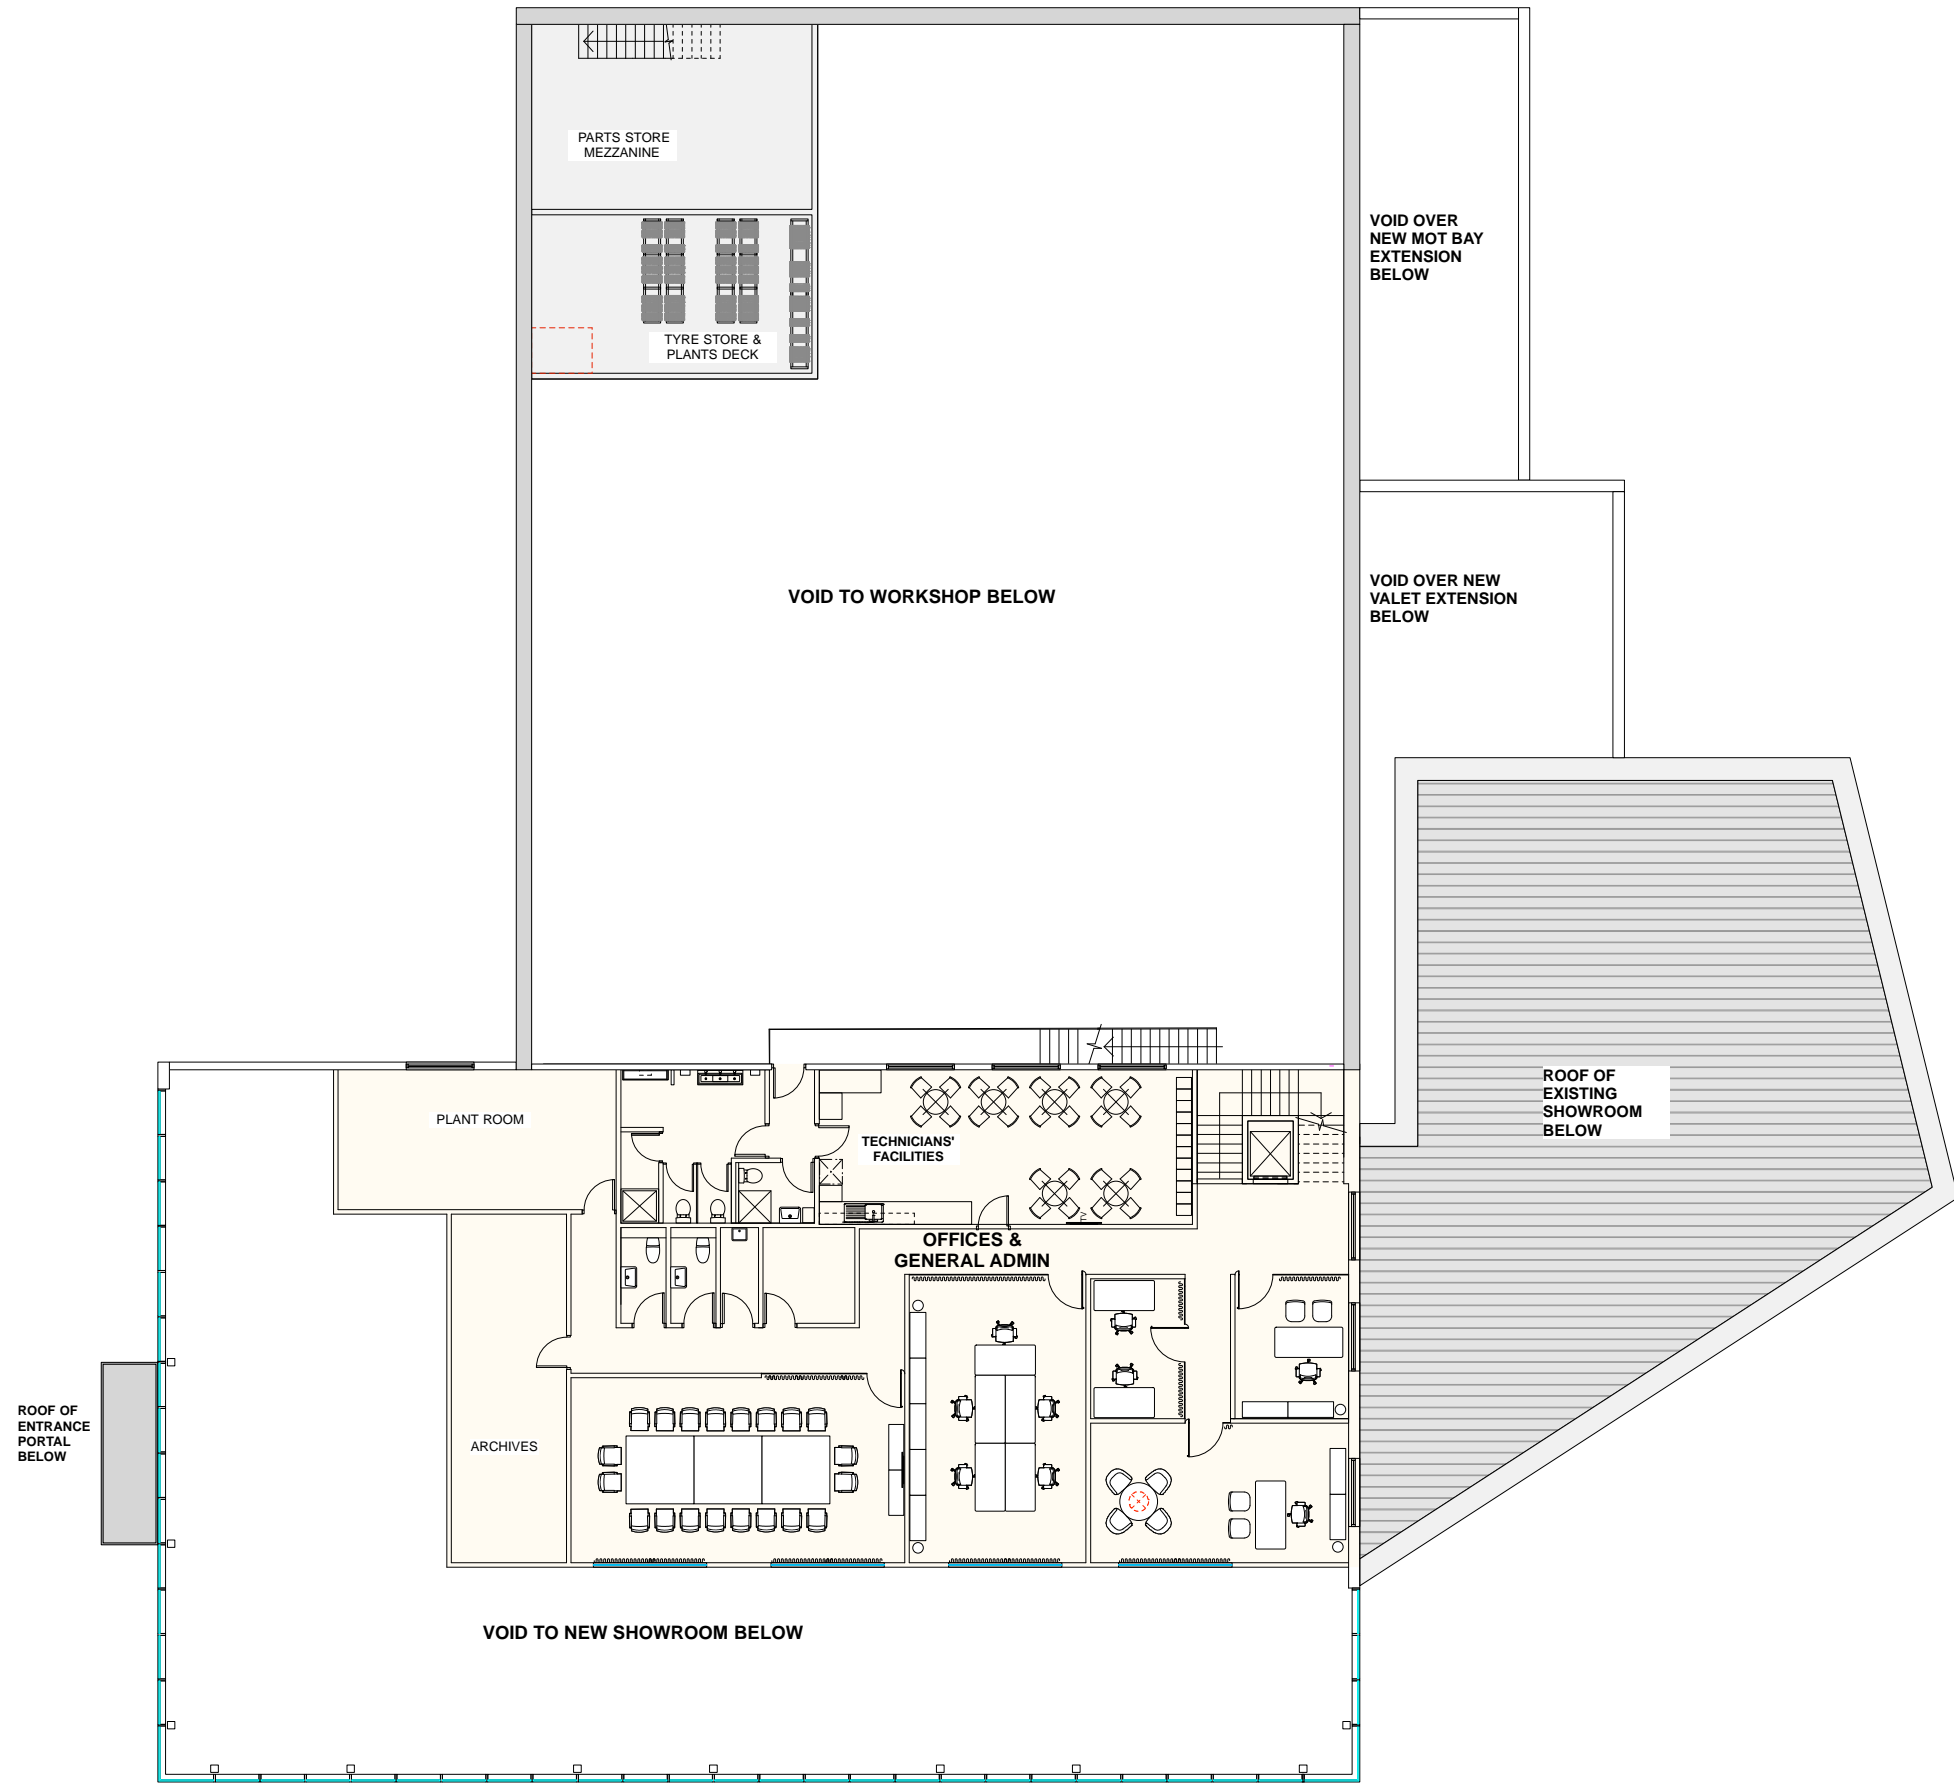 PARTS STORE
MEZZANINE
VOID OVER
NEW MOT BAY
EXTENSION
BELOW
TYRE STORE &
PLANTS DECK
VOID TO WORKSHOP BELOW
VOID OVER NEW
VALET EXTENSION
BELOW
ROOF OF
EXISTING
SHOWROOM
BELOW
PLANT ROOM
TECHNICIANS'
FACILITIES
TV
OFFICES &
GENERAL ADMIN
ROOF OF
ENTRANCE
PORTAL
BELOW
ARCHIVES
VOID TO NEW SHOWROOM BELOW